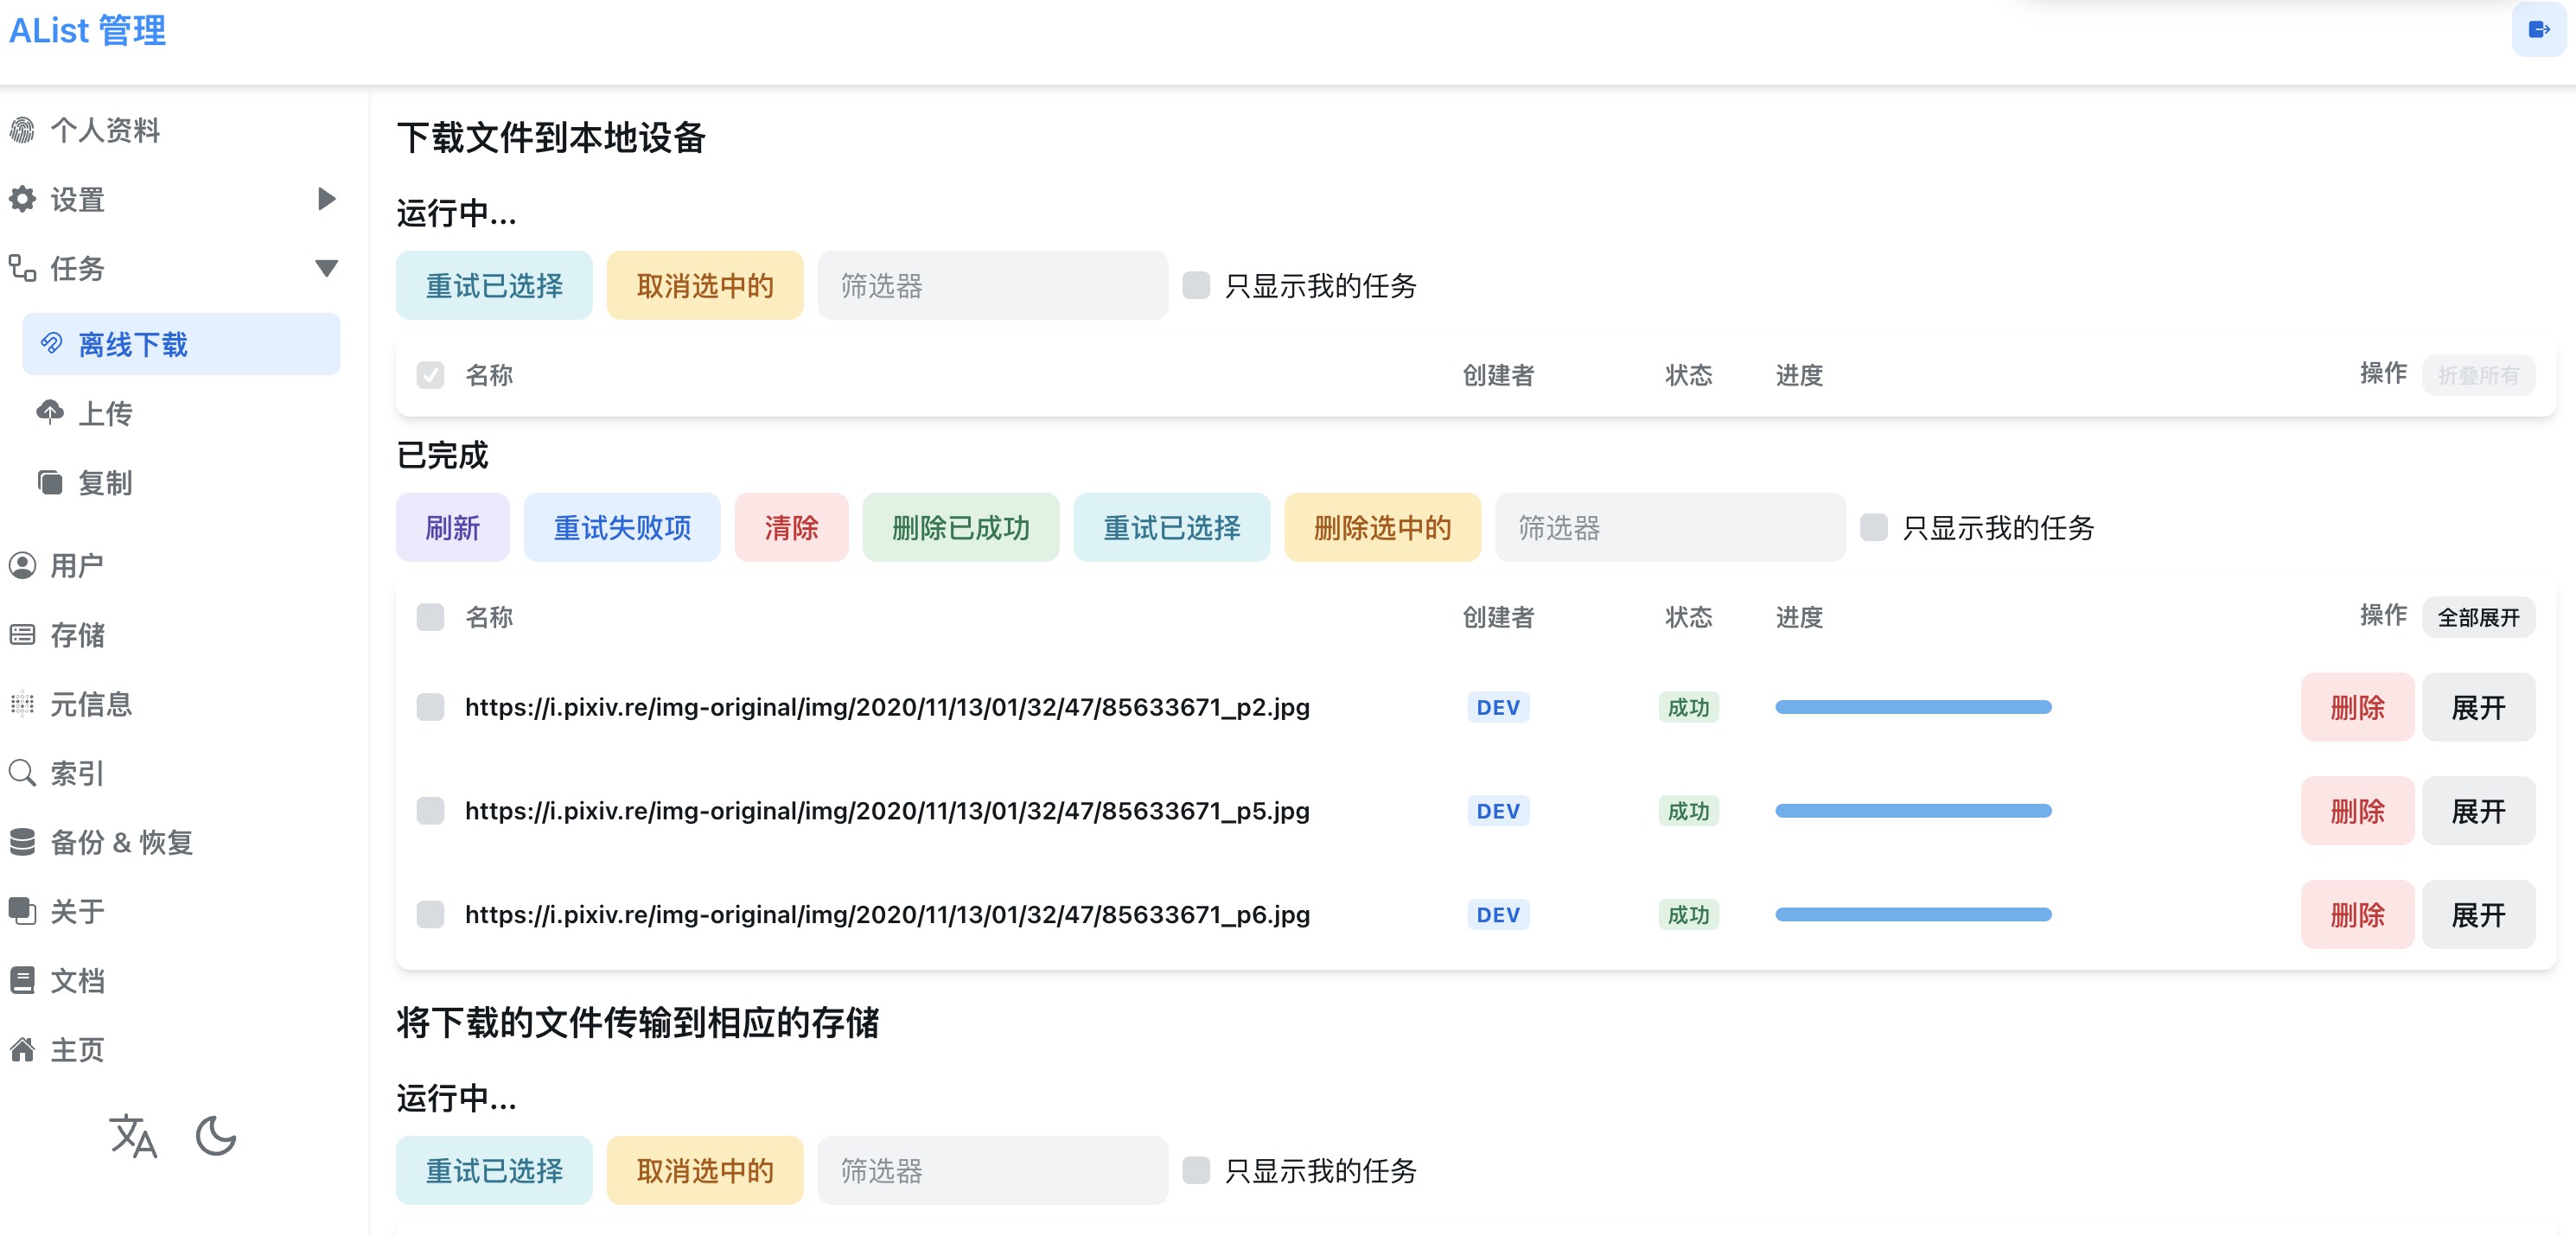 AList 管理
个人资料
设置
任务
离线下载
上传
复制
用户
存储
元信息
索引
备份 & 恢复
关于
文档
主页
下载文件到本地设备
运行中...
重试已选择 取消选中的 筛选器 只显示我的任务
名称 创建者 状态 进度 操作 折叠所有
已完成
刷新 重试失败项 清除 删除已成功 重试已选择 删除选中的 筛选器 只显示我的任务
名称 创建者 状态 进度 操作 全部展开
https://i.pixiv.re/img-original/img/2020/11/13/01/32/47/85633671_p2.jpg DEV 成功 删除 展开
https://i.pixiv.re/img-original/img/2020/11/13/01/32/47/85633671_p5.jpg DEV 成功 删除 展开
https://i.pixiv.re/img-original/img/2020/11/13/01/32/47/85633671_p6.jpg DEV 成功 删除 展开
将下载的文件传输到相应的存储
运行中...
重试已选择 取消选中的 筛选器 只显示我的任务